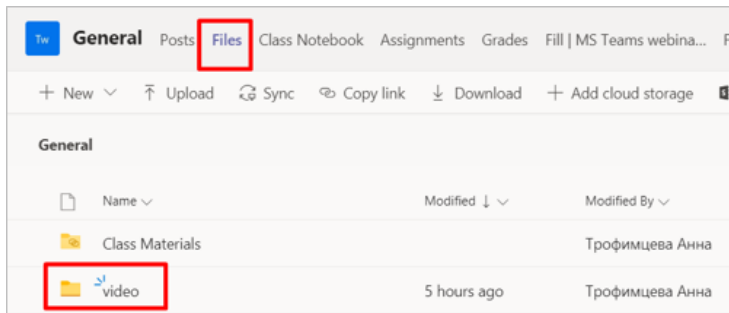 Tw General Posts Files Class Notebook Assignments Grades Fill | MS Teams webina... F
+ New Upload Sync Copy link Download + Add cloud storage
General
Name Modified ↓ Modified By
Class Materials Трофимцева Анна
video 5 hours ago Трофимцева Анна